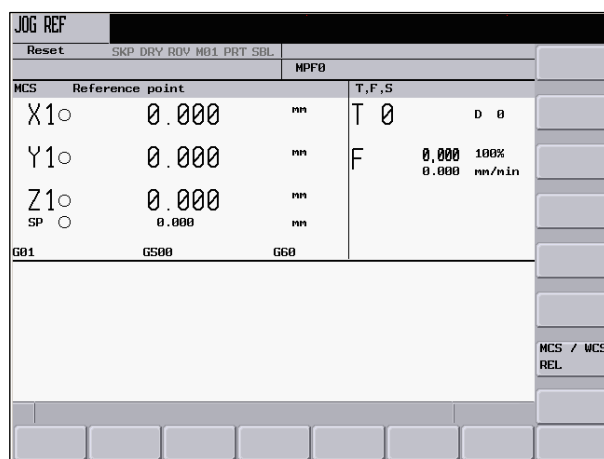 JOG REF
Reset SKP DRY ROV M01 PRT SBL
MPF0
MCS Reference point T,F,S
X1 0.000 mm T 0 D 0
Y1 0.000 mm F 0.000 100%
0.000 mm/min
Z1 0.000 mm
SP 0.000 mm
G01 G500 G60
MCS / WCS
REL